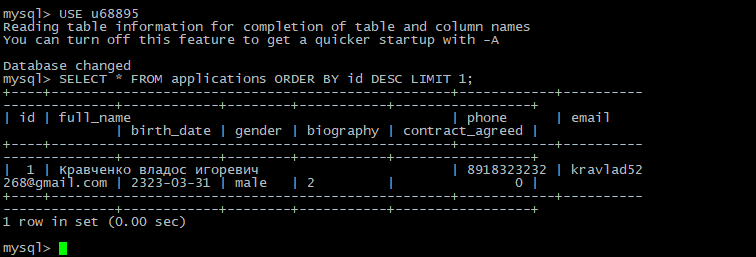 mysql> USE u68895
Reading table information for completion of table and column names
You can turn off this feature to get a quicker startup with -A
Database changed
mysql> SELECT * FROM applications ORDER BY id DESC LIMIT 1;
+----+-----------------------------------------------------+------------+----------
--------------+------------+--------+-----------+-----------------+
| id | full_name | phone | email
| birth_date | gender | biography | contract_agreed |
+----+-----------------------------------------------------+------------+----------
--------------+------------+--------+-----------+-----------------+
| 1 | Кравченко владос игоревич | 8918323232 | kravlad52
268@gmail.com | 2323-03-31 | male | 2 | 0 |
+----+-----------------------------------------------------+------------+----------
--------------+------------+--------+-----------+-----------------+
1 row in set (0.00 sec)
mysql>